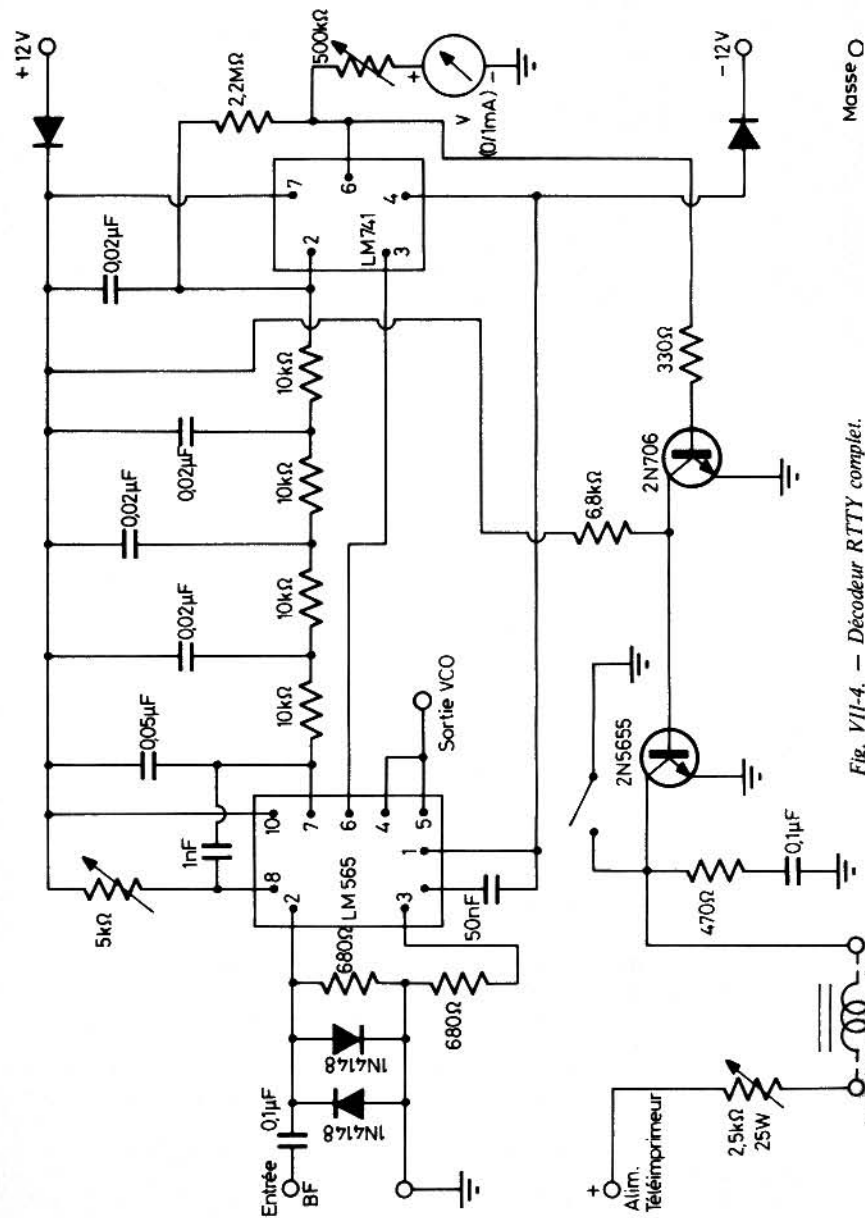 +12V
0,02µF
0,02µF
0,02µF
0,02µF
0,05µF
1nF
5kΩ
10kΩ
10kΩ
10kΩ
10kΩ
2,2MΩ
500kΩ
+
V
(0/1mA)
-
7
2
6
LM741
3
4
10
8
7
2
6
LM 565
4
5
1
3
Sortie VCO
50nF
680Ω
680Ω
1N4148
1N4148
0,1µF
Entrée
BF
-12V
Masse
330Ω
2N706
6,8kΩ
2N5655
470Ω
0,1µF
+
Alim.
Téléimprimeur
2,5kΩ
25W
Fig. VII-4. — Décodeur RTTY complet.